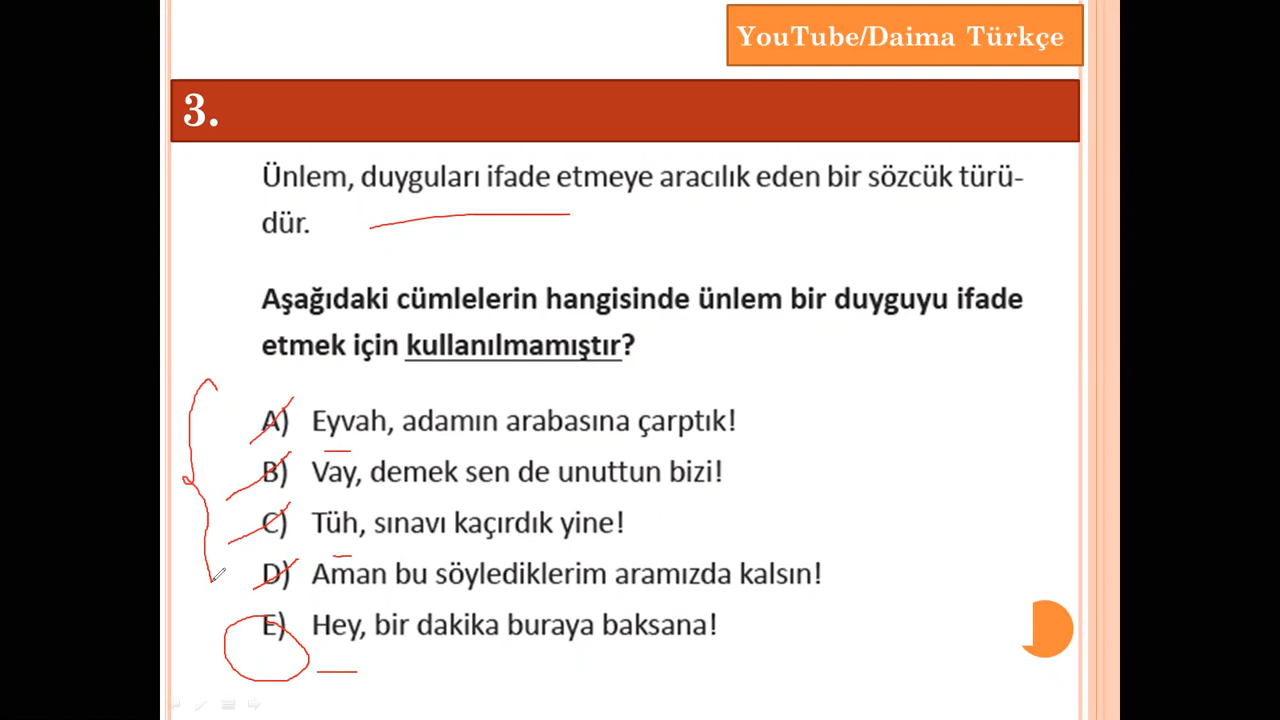 YouTube/Daima Türkçe
3.
Ünlem, duyguları ifade etmeye aracılık eden bir sözcük türü-
dür.
Aşağıdaki cümlelerin hangisinde ünlem bir duyguyu ifade
etmek için kullanılmamıştır?
A) Eyvah, adamın arabasına çarptık!
B) Vay, demek sen de unuttun bizi!
C) Tüh, sınavı kaçırdık yine!
D) Aman bu söylediklerim aramızda kalsın!
E) Hey, bir dakika buraya baksana!